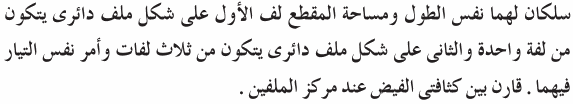 سلكان لهما نفس الطول ومساحة المقطع لف الأول على شكل ملف دائرى يتكون
من لفة واحدة والثانى على شكل ملف دائرى يتكون من ثلاث لفات وأمر نفس التيار
فيهما . قارن بين كثافتى الفيض عند مركز الملفين .